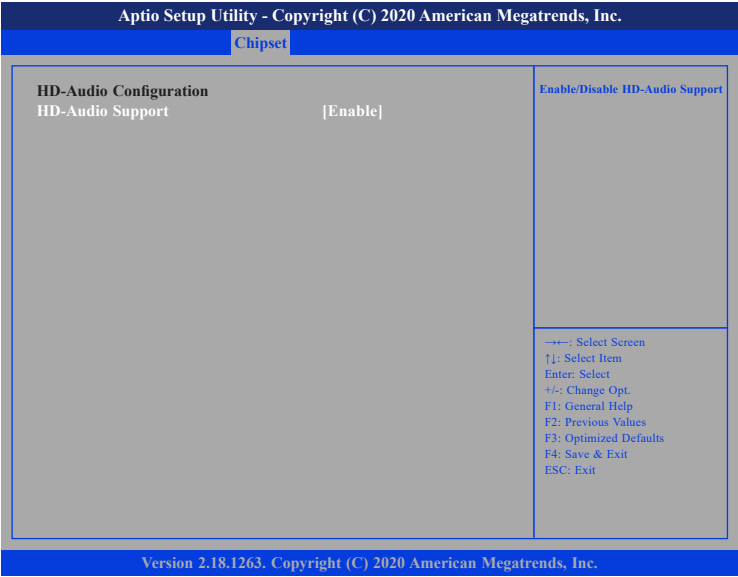 Aptio Setup Utility - Copyright (C) 2020 American Megatrends, Inc.
Chipset
HD-Audio Configuration
HD-Audio Support [Enable]
Enable/Disable HD-Audio Support
→←: Select Screen
↑↓: Select Item
Enter: Select
+/-: Change Opt.
F1: General Help
F2: Previous Values
F3: Optimized Defaults
F4: Save & Exit
ESC: Exit
Version 2.18.1263. Copyright (C) 2020 American Megatrends, Inc.